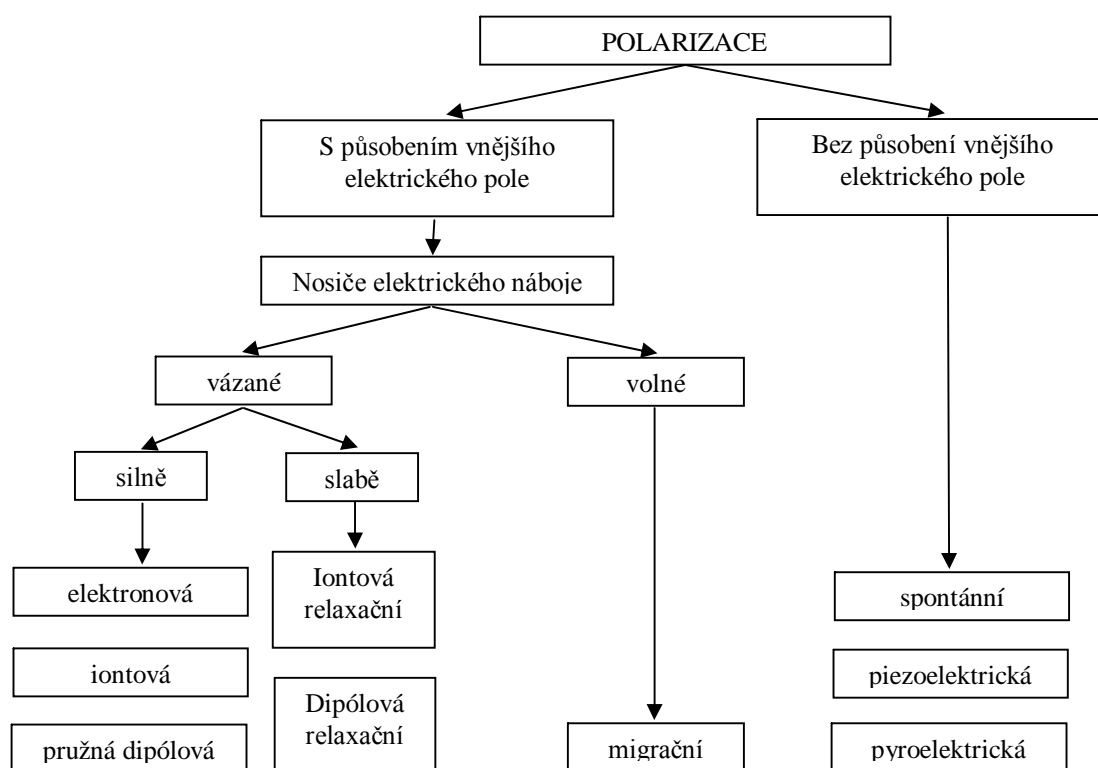 POLARIZACE
S působením vnějšího
elektrického pole
Bez působení vnějšího
elektrického pole
Nosiče elektrického náboje
vázané
volné
silně
slabě
elektronová
Iontová
relaxační
spontánní
iontová
piezoelektrická
Dipólová
relaxační
pružná dipólová
migrační
pyroelektrická